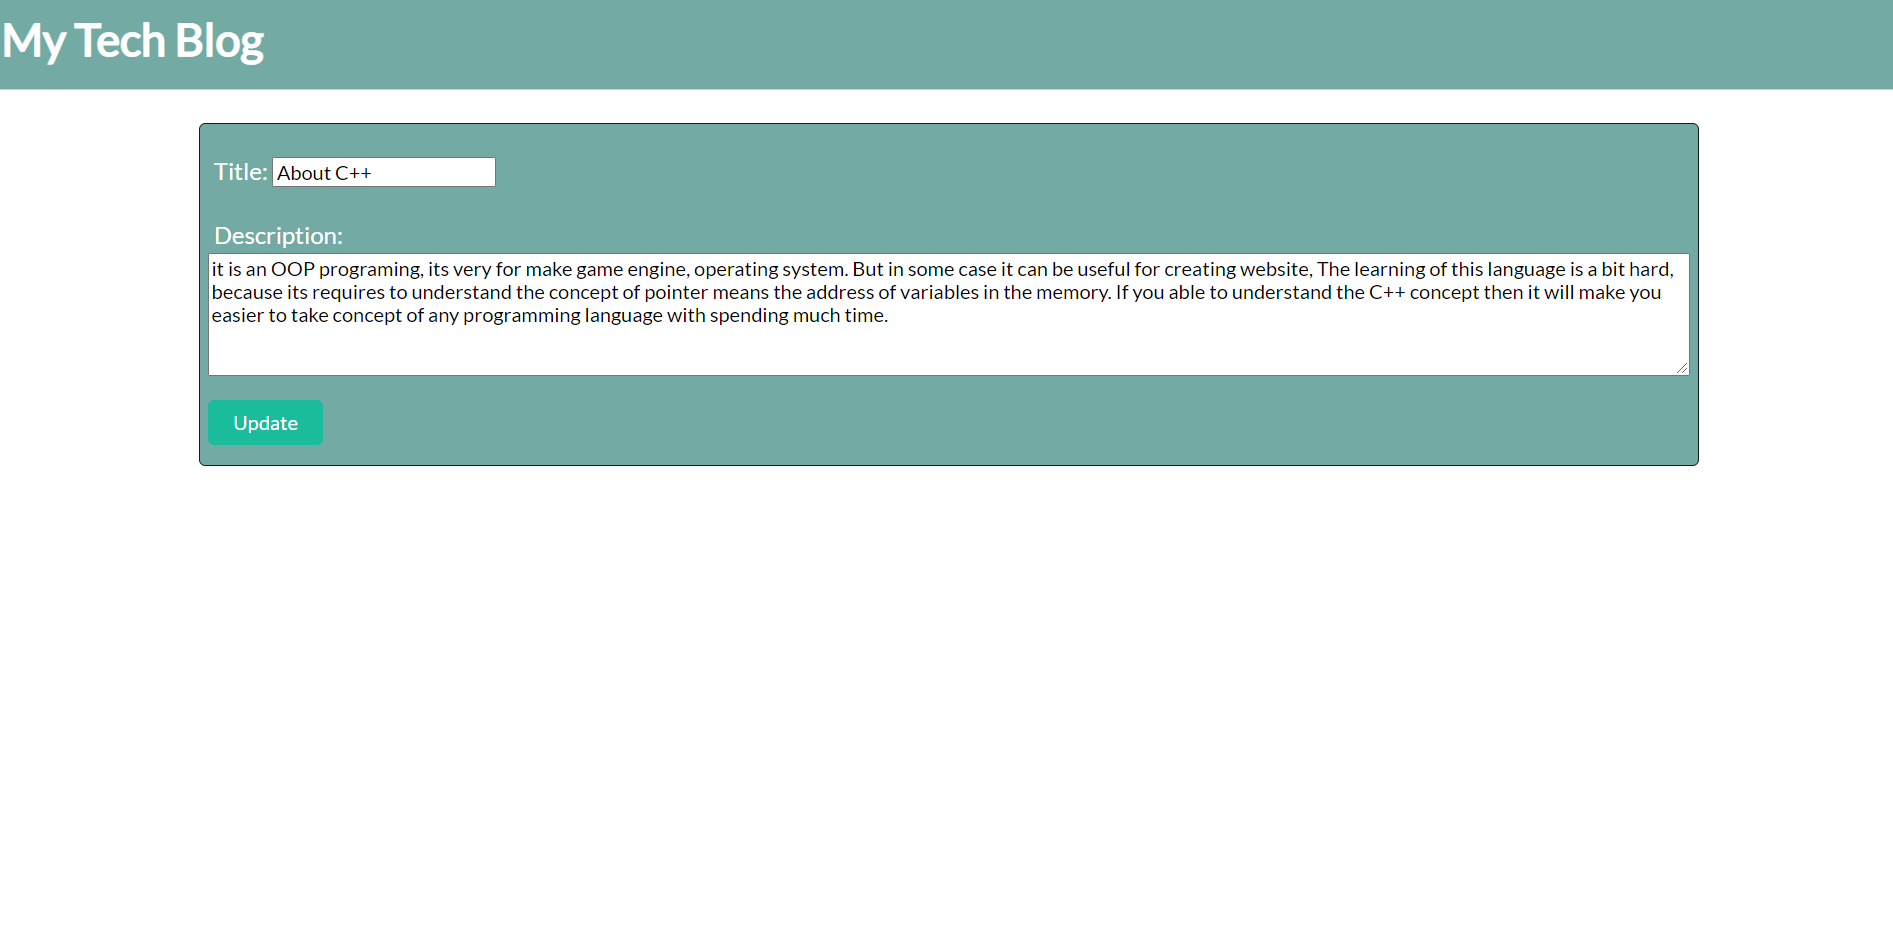 My Tech Blog
Title: About C++
Description:
it is an OOP programing, its very for make game engine, operating system. But in some case it can be useful for creating website, The learning of this language is a bit hard,
because its requires to understand the concept of pointer means the address of variables in the memory. If you able to understand the C++ concept then it will make you
easier to take concept of any programming language with spending much time.
Update